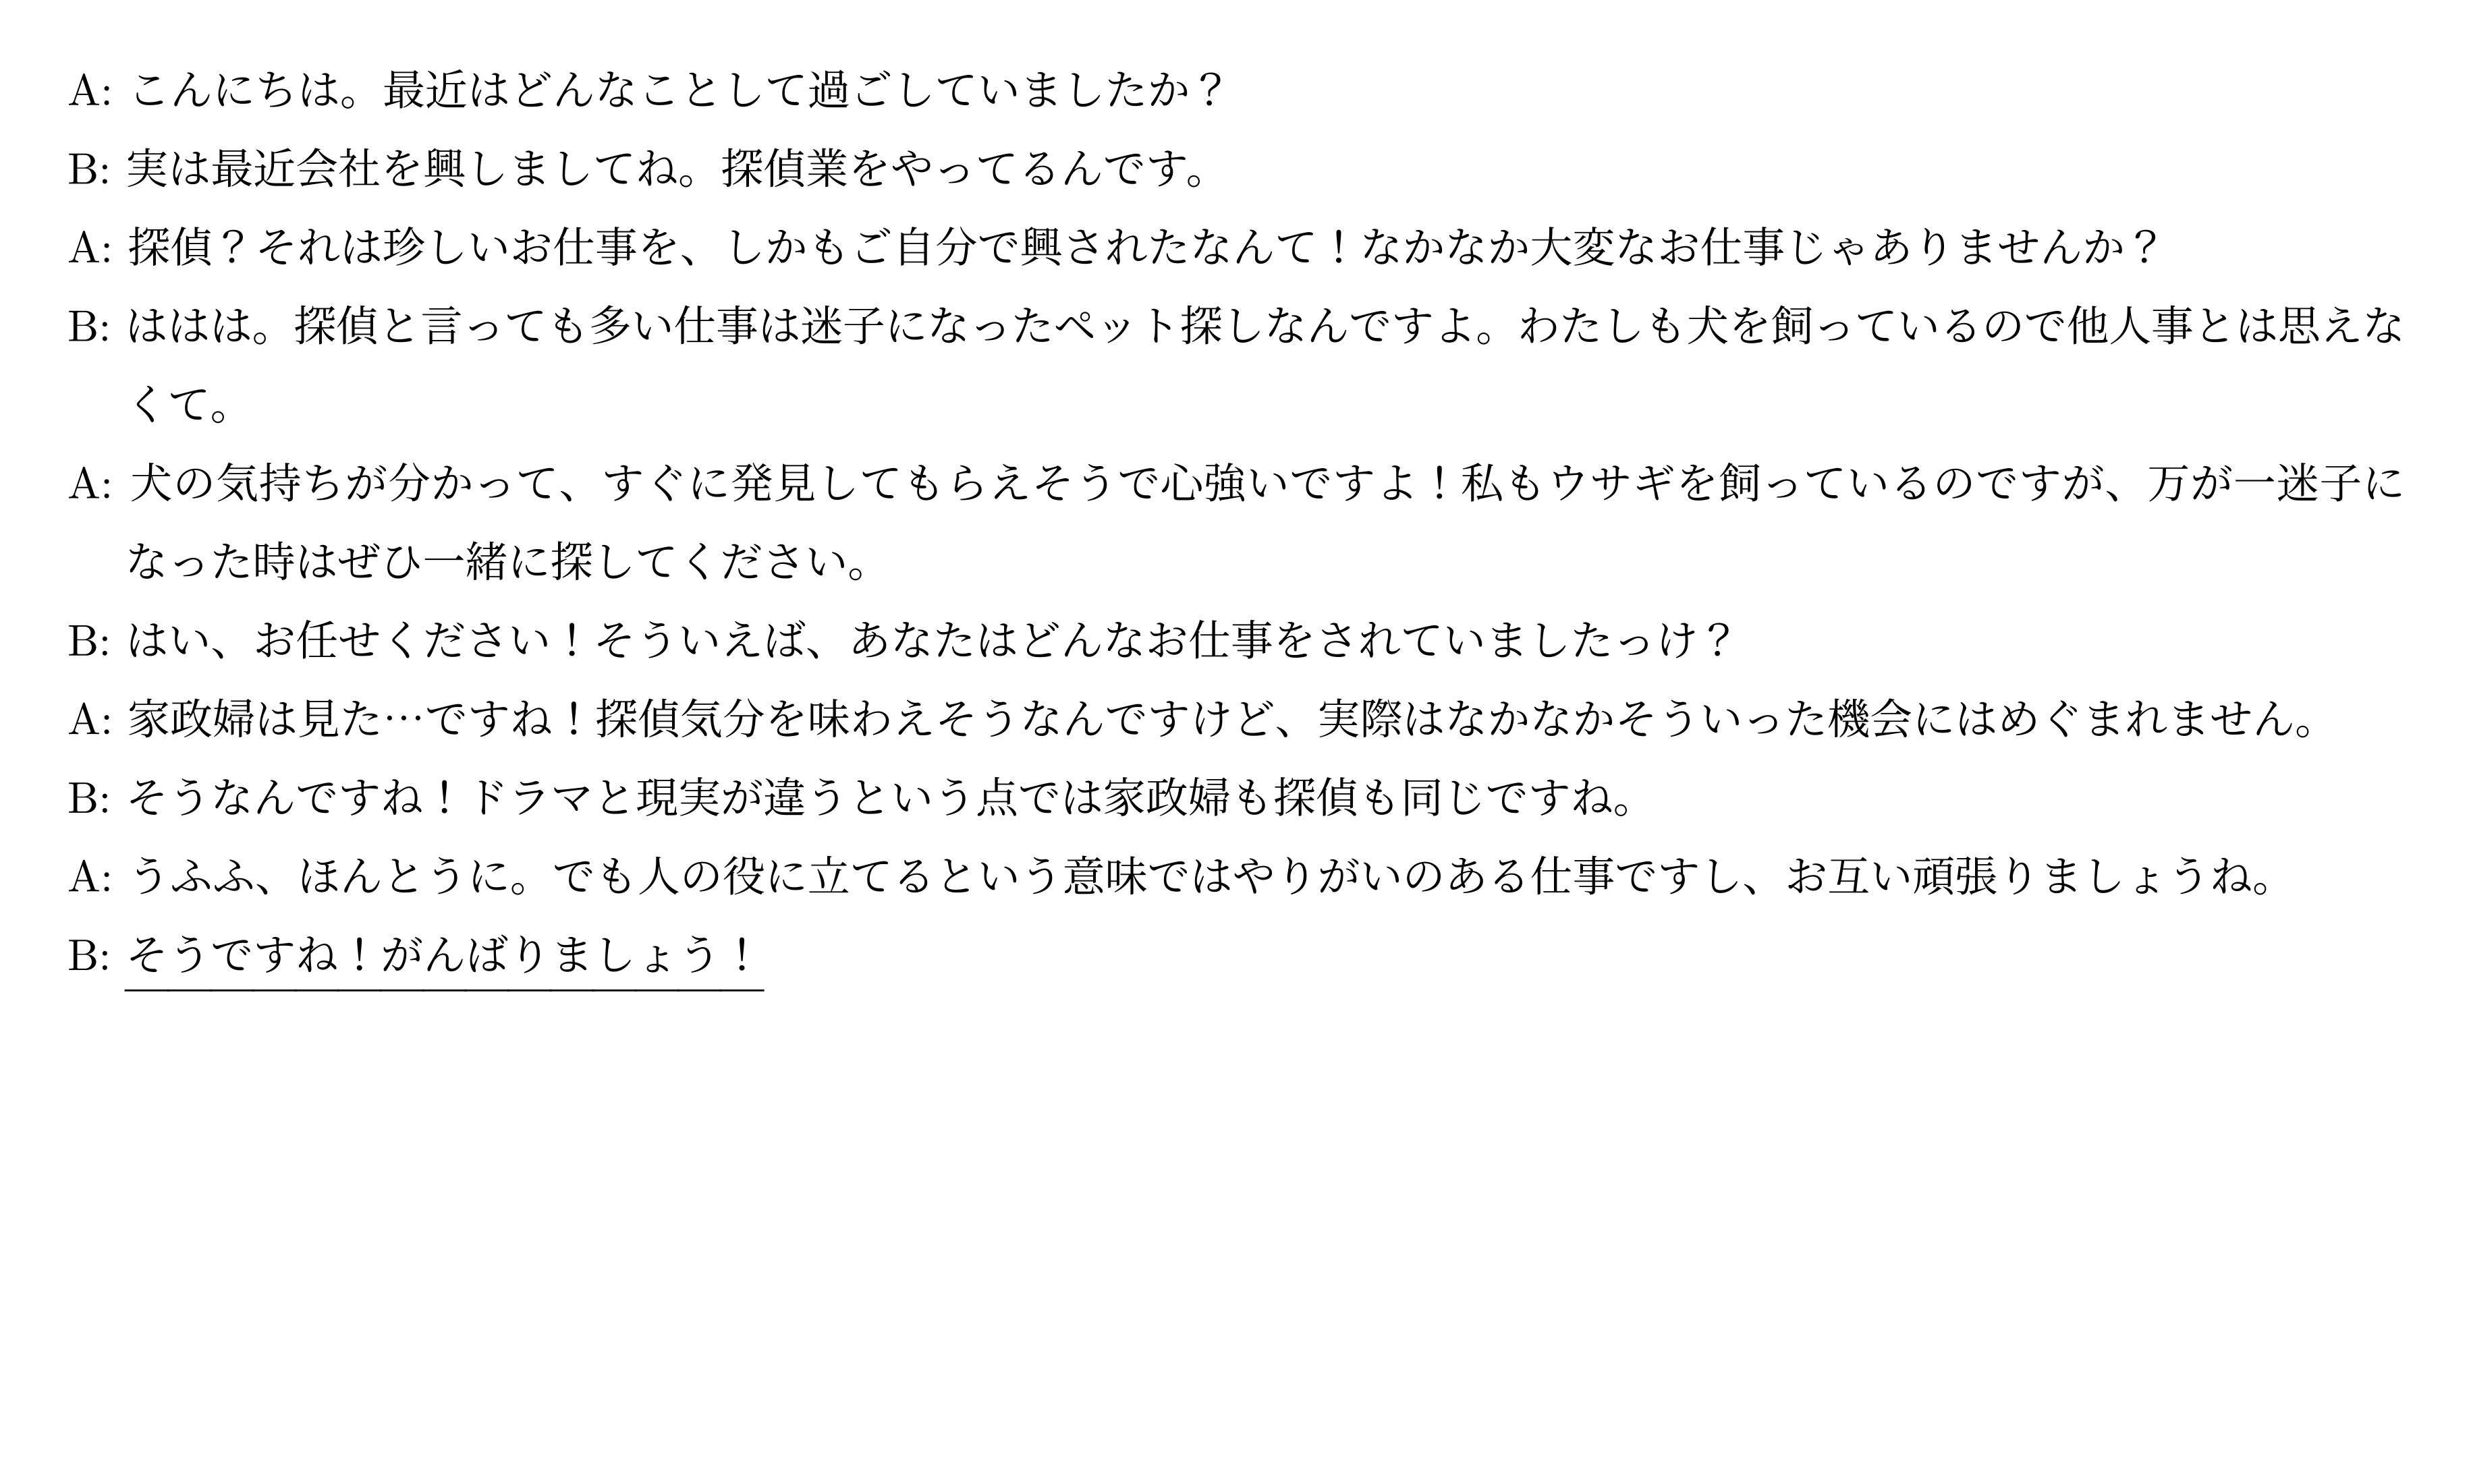 A: こんにちは。最近はどんなことして過ごしていましたか？
B: 実は最近会社を興しましてね。探偵業をやってるんです。
A: 探偵？それは珍しいお仕事を、しかもご自分で興されたなんて！なかなか大変なお仕事じゃありませんか？
B: ははは。探偵と言っても多い仕事は迷子になったペット探しなんですよ。わたしも犬を飼っているので他人事とは思えな
くて。
A: 犬の気持ちが分かって、すぐに発見してもらえそうで心強いですよ！私もウサギを飼っているのですが、万が一迷子に
なった時はぜひ一緒に探してください。
B: はい、お任せください！そういえば、あなたはどんなお仕事をされていましたっけ？
A: 家政婦は見た…ですね！探偵気分を味わえそうなんですけど、実際はなかなかそういった機会にはめぐまれません。
B: そうなんですね！ドラマと現実が違うという点では家政婦も探偵も同じですね。
A: うふふ、ほんとうに。でも人の役に立てるという意味ではやりがいのある仕事ですし、お互い頑張りましょうね。
B: そうですね！がんばりましょう！